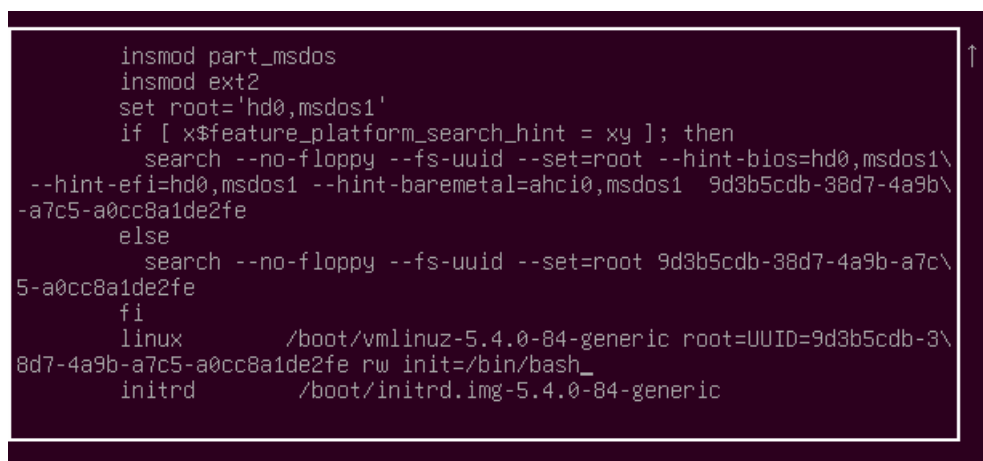 insmod part_msdos
insmod ext2
set root='hd0,msdos1'
if [ x$feature_platform_search_hint = xy ]; then
search --no-floppy --fs-uuid --set=root --hint-bios=hd0,msdos1\
--hint-efi=hd0,msdos1 --hint-baremetal=ahci0,msdos1 9d3b5cdb-38d7-4a9b\
-a7c5-a0cc8a1de2fe
else
search --no-floppy --fs-uuid --set=root 9d3b5cdb-38d7-4a9b-a7c\
5-a0cc8a1de2fe
fi
linux /boot/vmlinuz-5.4.0-84-generic root=UUID=9d3b5cdb-3\
8d7-4a9b-a7c5-a0cc8a1de2fe rw init=/bin/bash_
initrd /boot/initrd.img-5.4.0-84-generic